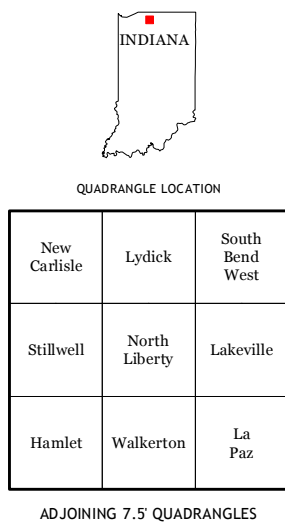 INDIANA
QUADRANGLE LOCATION
New
Carlisle
Lydick
South
Bend
West
Stillwell
North
Liberty
Lakeville
Hamlet
Walkerton
La
Paz
ADJOINING 7.5' QUADRANGLES